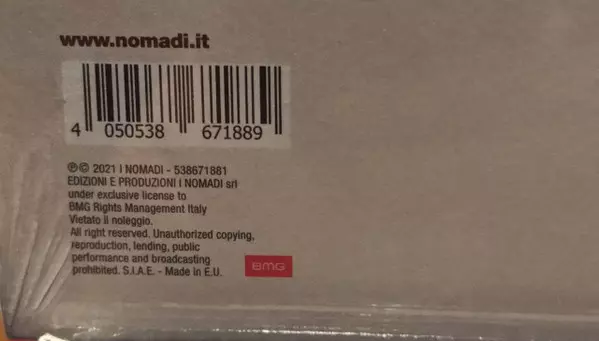 www.nomadi.it
4 050538 671889
℗© 2021 I NOMADI - 538671881
EDIZIONI E PRODUZIONI I NOMADI srl
under exclusive license to
BMG Rights Management Italy
Vietato il noleggio.
All right reserved. Unauthorized copying,
reproduction, lending, public
performance and broadcasting
prohibited. S.I.A.E. - Made in E.U.
BMG